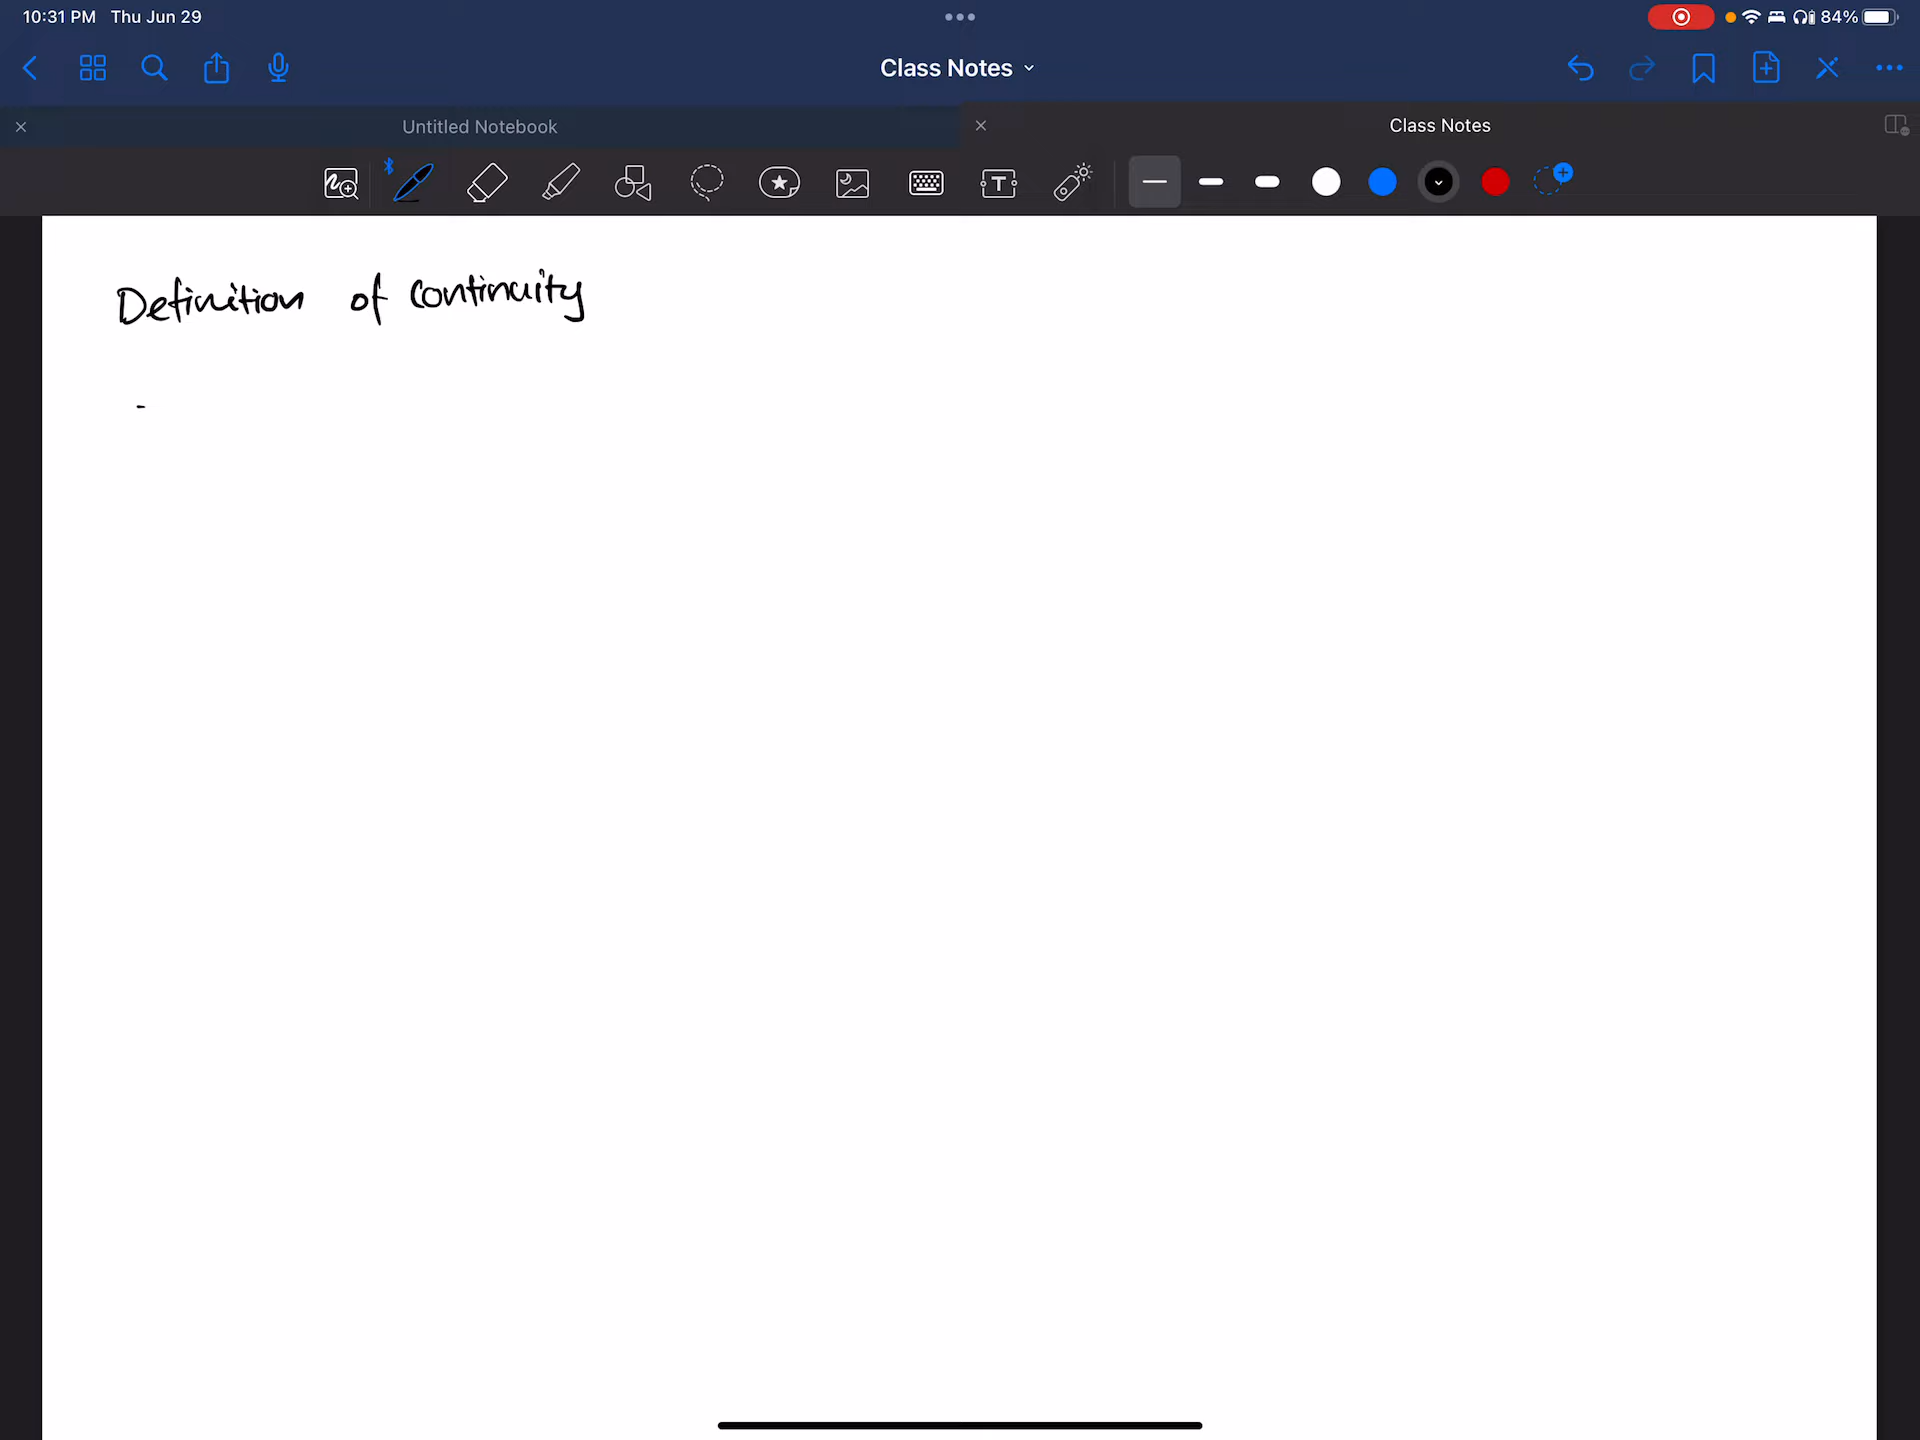 10:31 PM Thu Jun 29
84%
Class Notes
Untitled Notebook
Class Notes
T
Definition of continuity
-